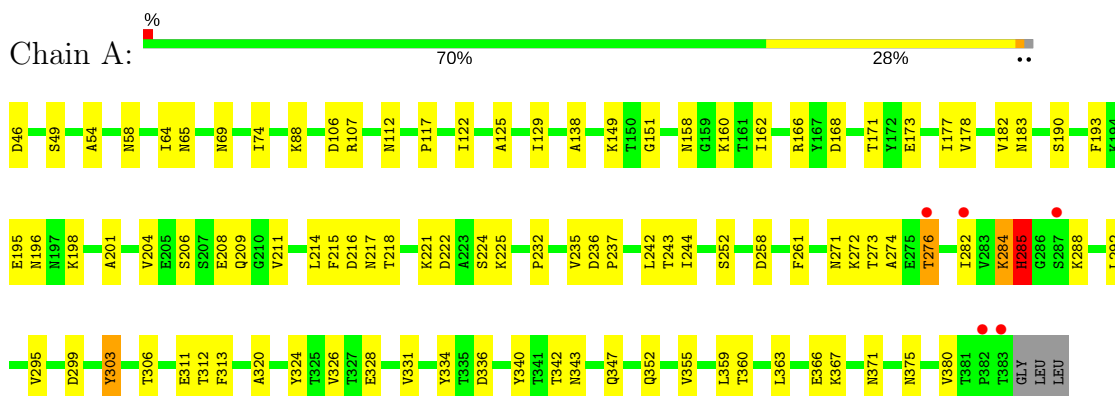 %
Chain A:
70% 28% ••
D46 S49 A54 N58 I64 N65 N69 I74 K88 D106 R107 N112 P117 I122 A125 I129 A138 K149 T150 G151 N158 G159 K160 T161 I162 R166 Y167 D168 T171 Y172 E173 I177 V178 V182 N183 S190 F193 K194
E195 N196 N197 K198 A201 V204 E205 S206 S207 E208 Q209 G210 V211 L214 F215 D216 N217 T218 K221 D222 A223 S224 K225 P232 V235 D236 P237 L242 T243 I244 S252 D258 F261 N271 K272 T273 A274 E275 T276 I282 V283 K284 H285 G286 S287 K288 L292
V295 D299 Y303 T306 E311 T312 F313 A320 Y324 T325 V326 T327 E328 V331 Y334 T335 D336 Y340 T341 T342 N343 Q347 Q352 V355 L359 T360 L363 E366 K367 N371 N375 V380 T381 P382 T383 GLY LEU LEU